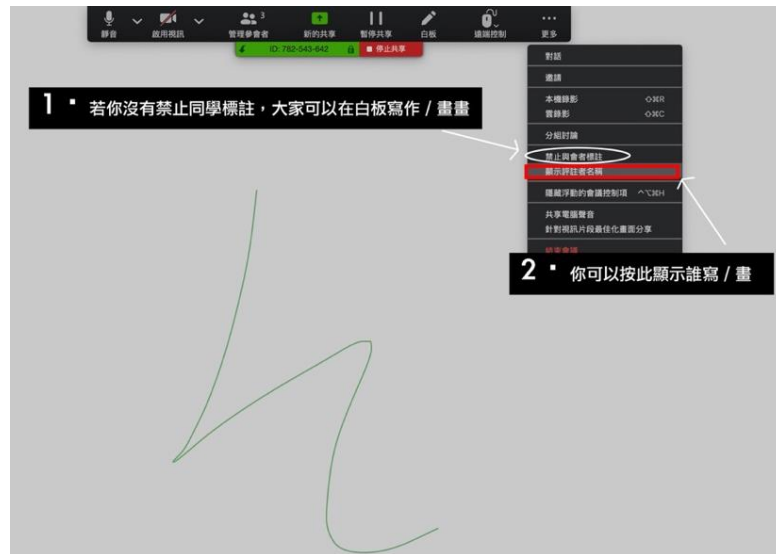 靜音 啟用視訊 管理參會者 3 新的共享 暫停共享 白板 遠端控制 更多
ID: 782-543-642 停止共享
對話
邀請
本機錄影 ⇧⌘R
雲錄影 ⇧⌘C
分組討論
禁止與會者標註
顯示評註者名稱
隱藏浮動的會議控制項 ^⌥⌘H
共享電腦聲音
針對視訊片段最佳化畫面分享
結束會議
1 · 若你沒有禁止同學標註,大家可以在白板寫作 / 畫畫
2 · 你可以按此顯示誰寫 / 畫